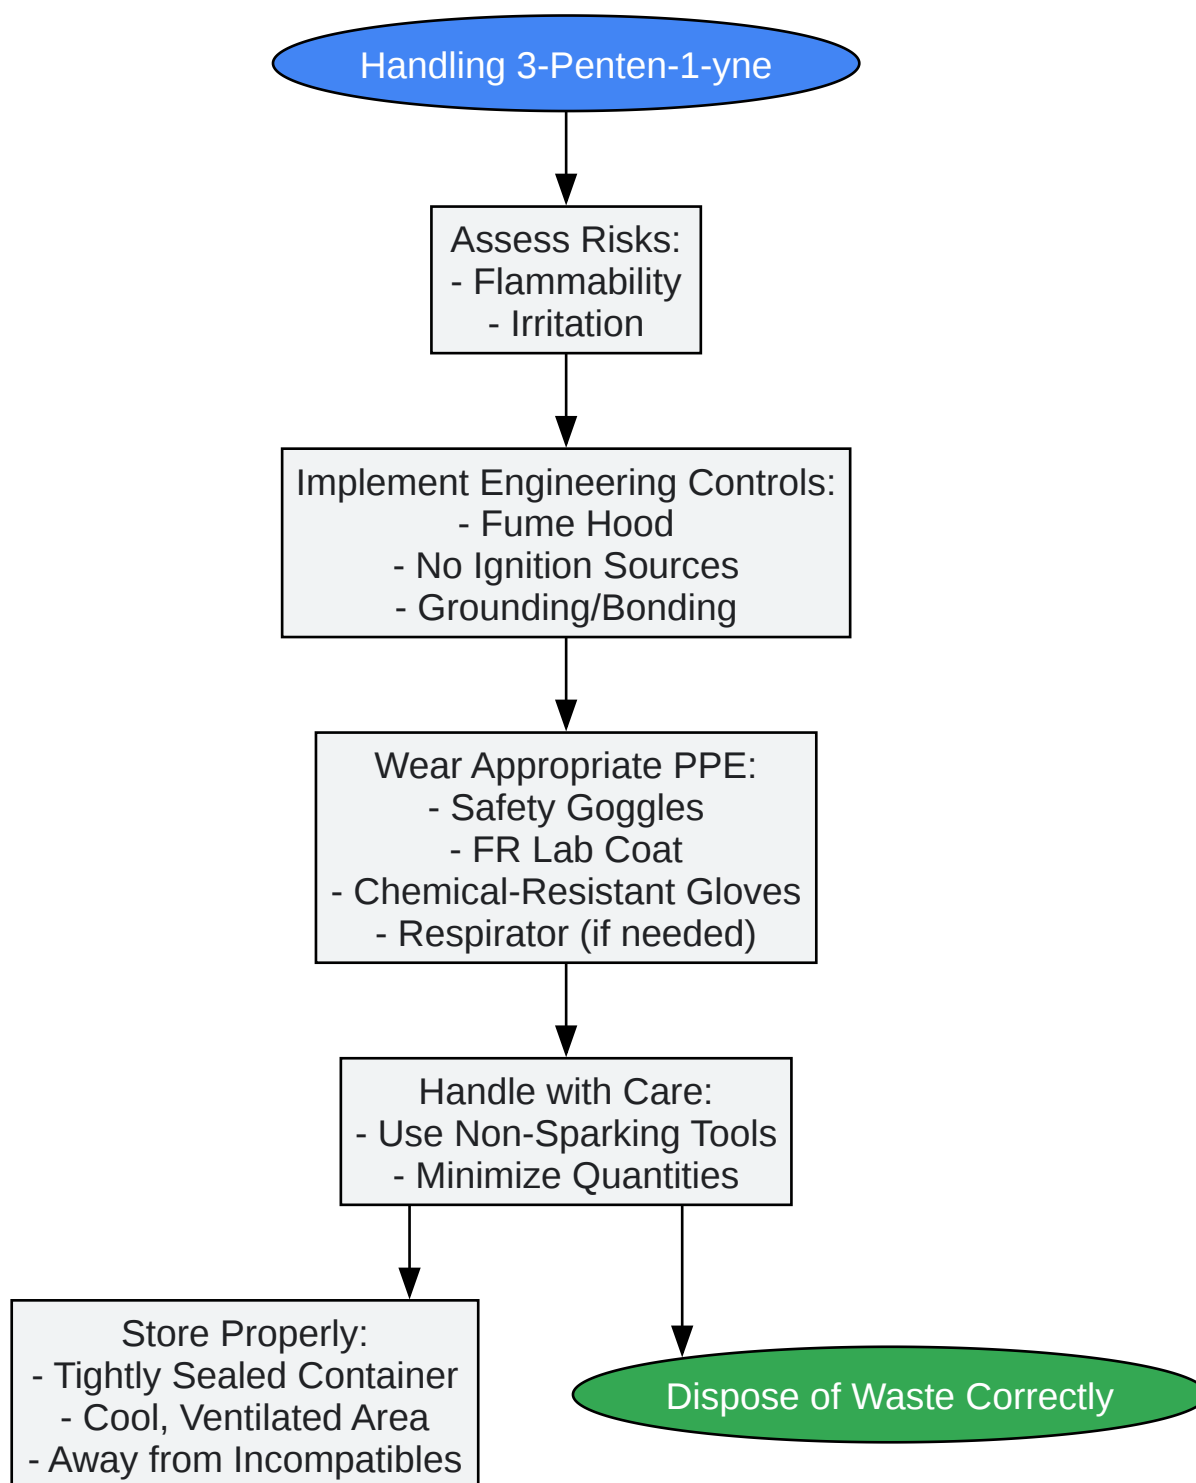 Handling 3-Penten-1-yne
Assess Risks:
- Flammability
- Irritation
Implement Engineering Controls:
- Fume Hood
- No Ignition Sources
- Grounding/Bonding
Wear Appropriate PPE:
- Safety Goggles
- FR Lab Coat
- Chemical-Resistant Gloves
- Respirator (if needed)
Handle with Care:
- Use Non-Sparking Tools
- Minimize Quantities
Store Properly:
- Tightly Sealed Container
- Cool, Ventilated Area
- Away from Incompatibles
Dispose of Waste Correctly